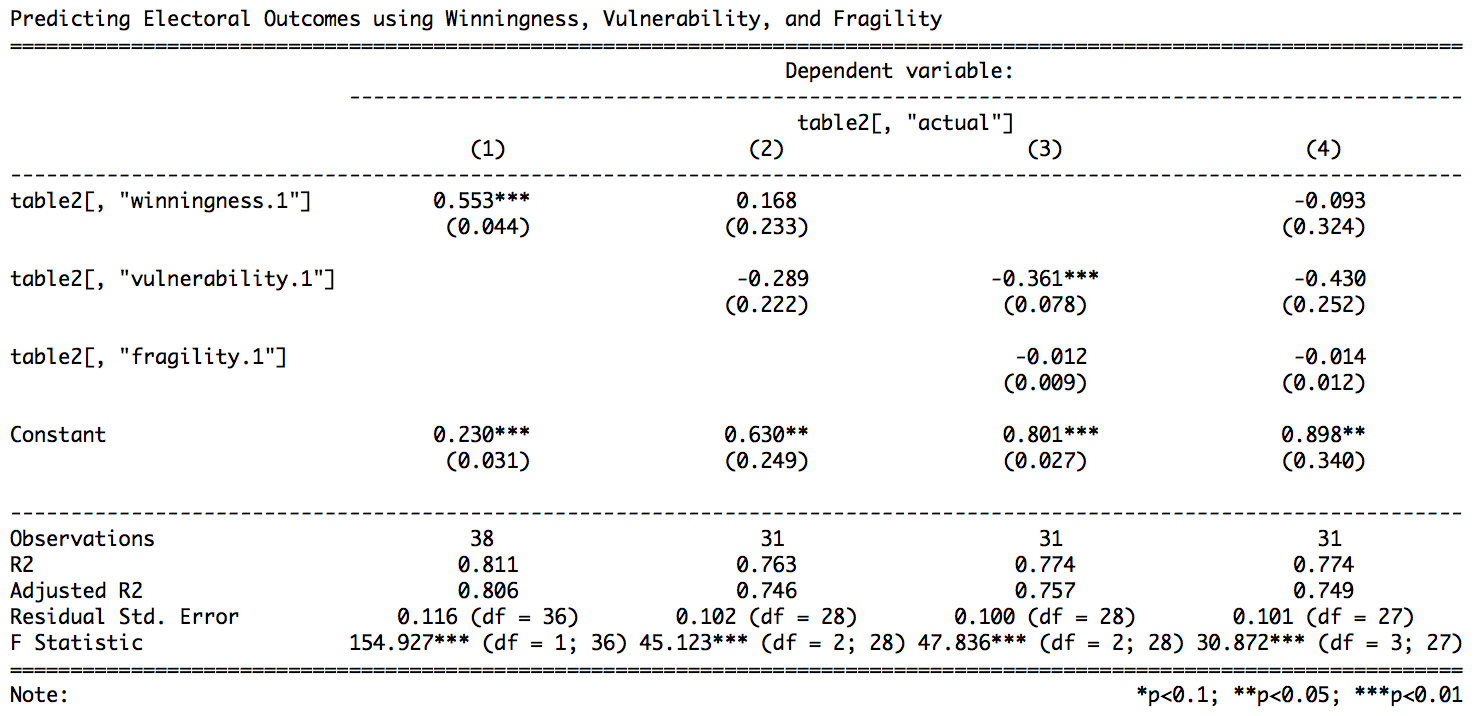 Predicting Electoral Outcomes using Winningness, Vulnerability, and Fragility
Dependent variable:
table2[, "actual"]
(1) (2) (3) (4)
table2[, "winningness.1"] 0.553*** 0.168 -0.093
(0.044) (0.233) (0.324)
table2[, "vulnerability.1"] -0.289 -0.361*** -0.430
(0.222) (0.078) (0.252)
table2[, "fragility.1"] -0.012 -0.014
(0.009) (0.012)
Constant 0.230*** 0.630** 0.801*** 0.898**
(0.031) (0.249) (0.027) (0.340)
Observations 38 31 31 31
R2 0.811 0.763 0.774 0.774
Adjusted R2 0.806 0.746 0.757 0.749
Residual Std. Error 0.116 (df = 36) 0.102 (df = 28) 0.100 (df = 28) 0.101 (df = 27)
F Statistic 154.927*** (df = 1; 36) 45.123*** (df = 2; 28) 47.836*** (df = 2; 28) 30.872*** (df = 3; 27)
Note: *p<0.1; **p<0.05; ***p<0.01